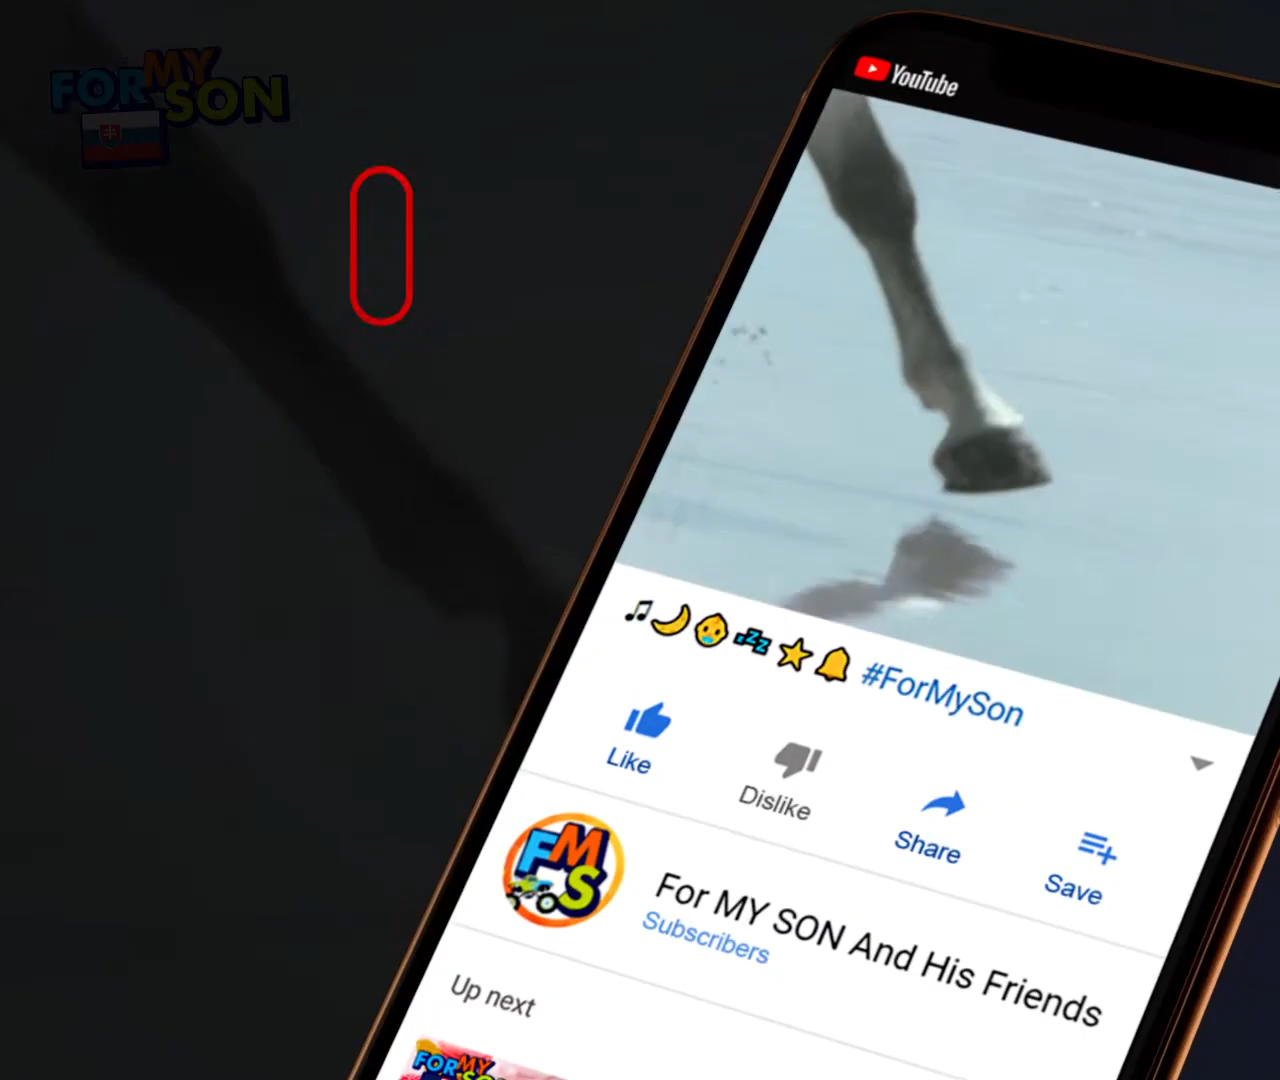 FOR MY SON
YouTube
#ForMySon
Like
Dislike
Share
Save
FMS
For MY SON And His Friends
Subscribers
Up next
FOR MY SON